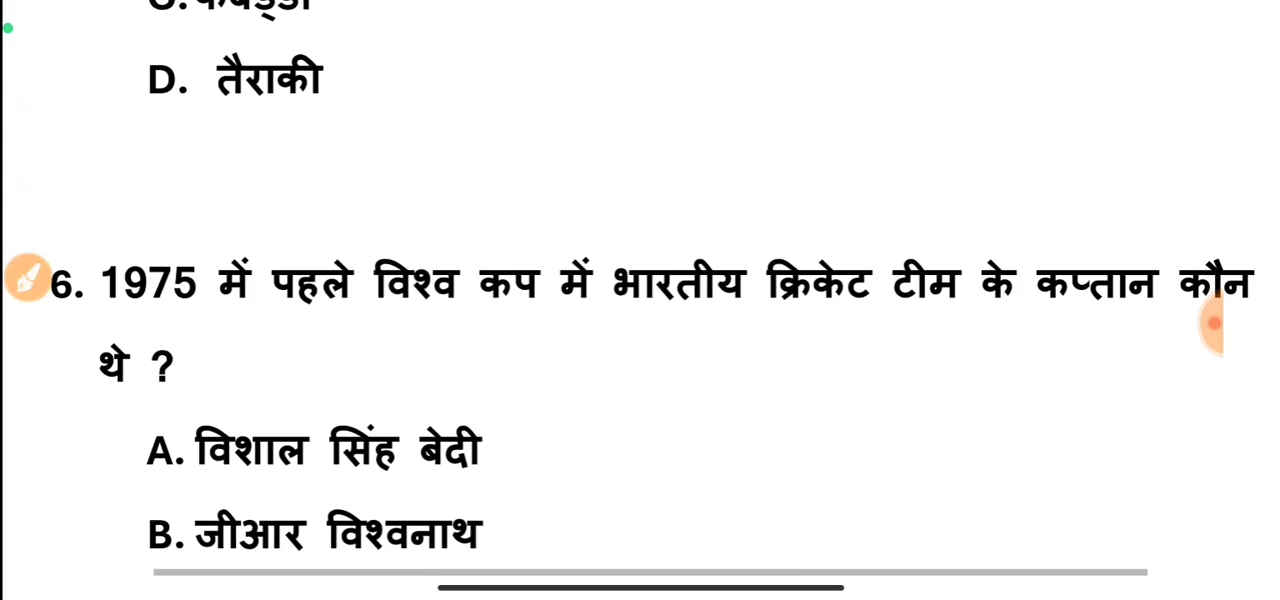 D. तैराकी
6. 1975 में पहले विश्व कप में भारतीय क्रिकेट टीम के कप्तान कौन
थे ?
A. विशाल सिंह बेदी
B. जीआर विश्वनाथ